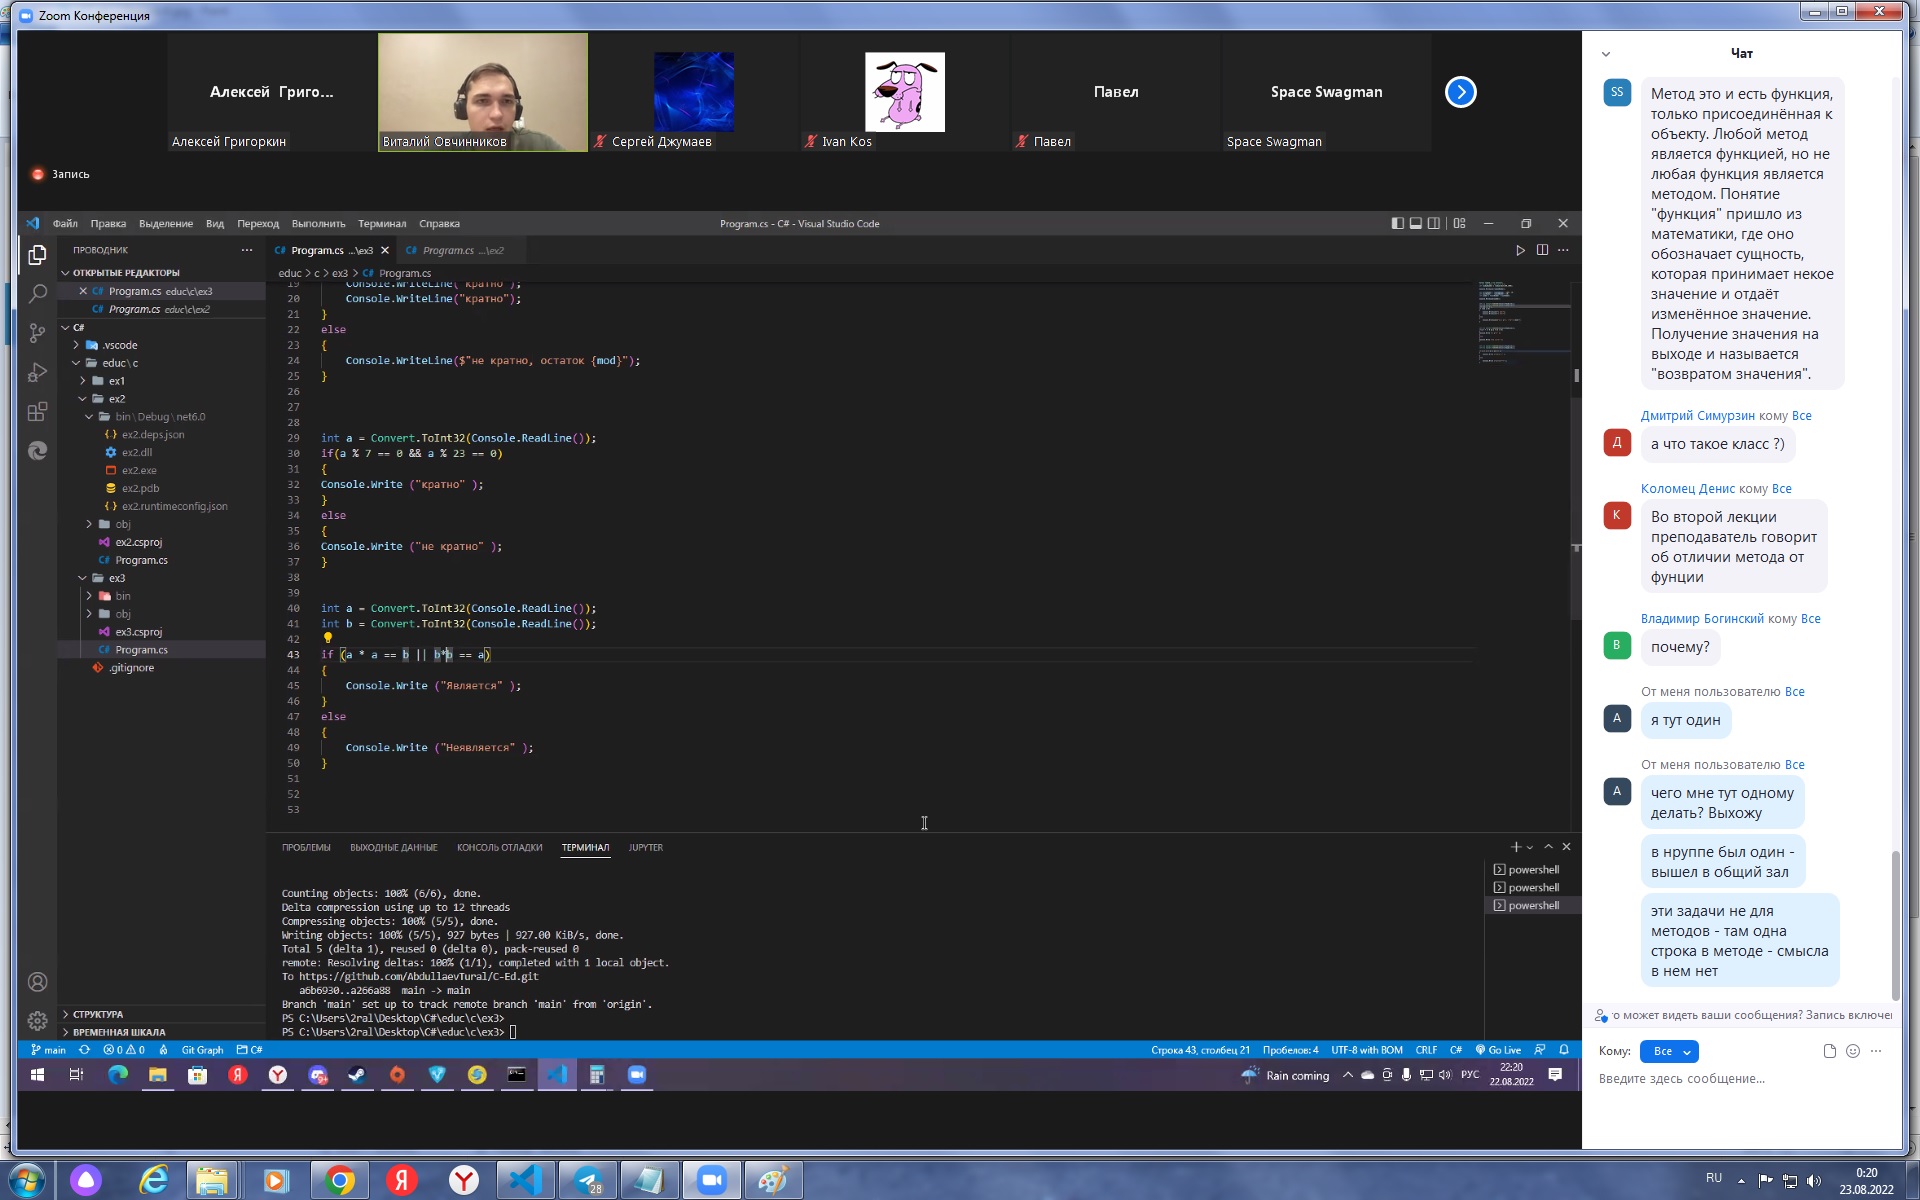 Zoom Конференция
Алексей Григо...
Павел
Space Swagman
Алексей Григоркин
Виталий Овчинников
Сергей Джумаев
Ivan Kos
Павел
Space Swagman
Запись
Файл Правка Выделение Вид Переход Выполнить Терминал Справка
Program.cs - C# - Visual Studio Code
ПРОВОДНИК
ОТКРЫТЫЕ РЕДАКТОРЫ
Program.cs educ\c\ex3
Program.cs educ\c\ex2
C#
.vscode
educ \ c
ex1
ex2
bin \ Debug \ net6.0
ex2.deps.json
ex2.dll
ex2.exe
ex2.pdb
ex2.runtimeconfig.json
obj
ex2.csproj
Program.cs
ex3
bin
obj
ex3.csproj
Program.cs
.gitignore
СТРУКТУРА
ВРЕМЕННАЯ ШКАЛА
Program.cs ...\ex3
Program.cs ...\ex2
educ > c > ex3 > Program.cs
19 Console.WriteLine("кратно");
20 Console.WriteLine("кратно");
21 }
22 else
23 {
24 Console.WriteLine($"не кратно, остаток {mod}");
25 }
26
27
28
29 int a = Convert.ToInt32(Console.ReadLine());
30 if(a % 7 == 0 && a % 23 == 0)
31 {
32 Console.Write ("кратно" );
33 }
34 else
35 {
36 Console.Write ("не кратно" );
37 }
38
39
40 int a = Convert.ToInt32(Console.ReadLine());
41 int b = Convert.ToInt32(Console.ReadLine());
42
43 if (a * a == b || b*b == a)
44 {
45 Console.Write ("Является" );
46 }
47 else
48 {
49 Console.Write ("Неявляется" );
50 }
51
52
53
ПРОБЛЕМЫ ВЫХОДНЫЕ ДАННЫЕ КОНСОЛЬ ОТЛАДКИ ТЕРМИНАЛ JUPYTER
Counting objects: 100% (6/6), done.
Delta compression using up to 12 threads
Compressing objects: 100% (5/5), done.
Writing objects: 100% (5/5), 927 bytes | 927.00 KiB/s, done.
Total 5 (delta 1), reused 0 (delta 0), pack-reused 0
remote: Resolving deltas: 100% (1/1), completed with 1 local object.
To https://github.com/AbdullaevTural/C-Ed.git
a6b6930..a266a88 main -> main
Branch 'main' set up to track remote branch 'main' from 'origin'.
PS C:\Users\2ral\Desktop\C#\educ\c\ex3>
PS C:\Users\2ral\Desktop\C#\educ\c\ex3>
powershell
powershell
powershell
main 0 0 Git Graph C#
Строка 43, столбец 21 Пробелов: 4 UTF-8 with BOM CRLF C# Go Live
Rain coming
РУС
22:20
22.08.2022
Чат
SS
Метод это и есть функция,
только присоединённая к
объекту. Любой метод
является функцией, но не
любая функция является
методом. Понятие
"функция" пришло из
математики, где оно
обозначает сущность,
которая принимает некое
значение и отдаёт
изменённое значение.
Получение значения на
выходе и называется
"возвратом значения".
Дмитрий Симурзин кому Все
Д
а что такое класс ?)
Коломец Денис кому Все
К
Во второй лекции
преподаватель говорит
об отличии метода от
фунции
Владимир Богинский кому Все
В
почему?
От меня пользователю Все
А
я тут один
От меня пользователю Все
А
чего мне тут одному
делать? Выхожу
в нруппе был один -
вышел в общий зал
эти задачи не для
методов - там одна
строка в методе - смысла
в нем нет
о может видеть ваши сообщения? Запись включен
Кому: Все
Введите здесь сообщение...
28
RU
0:20
23.08.2022